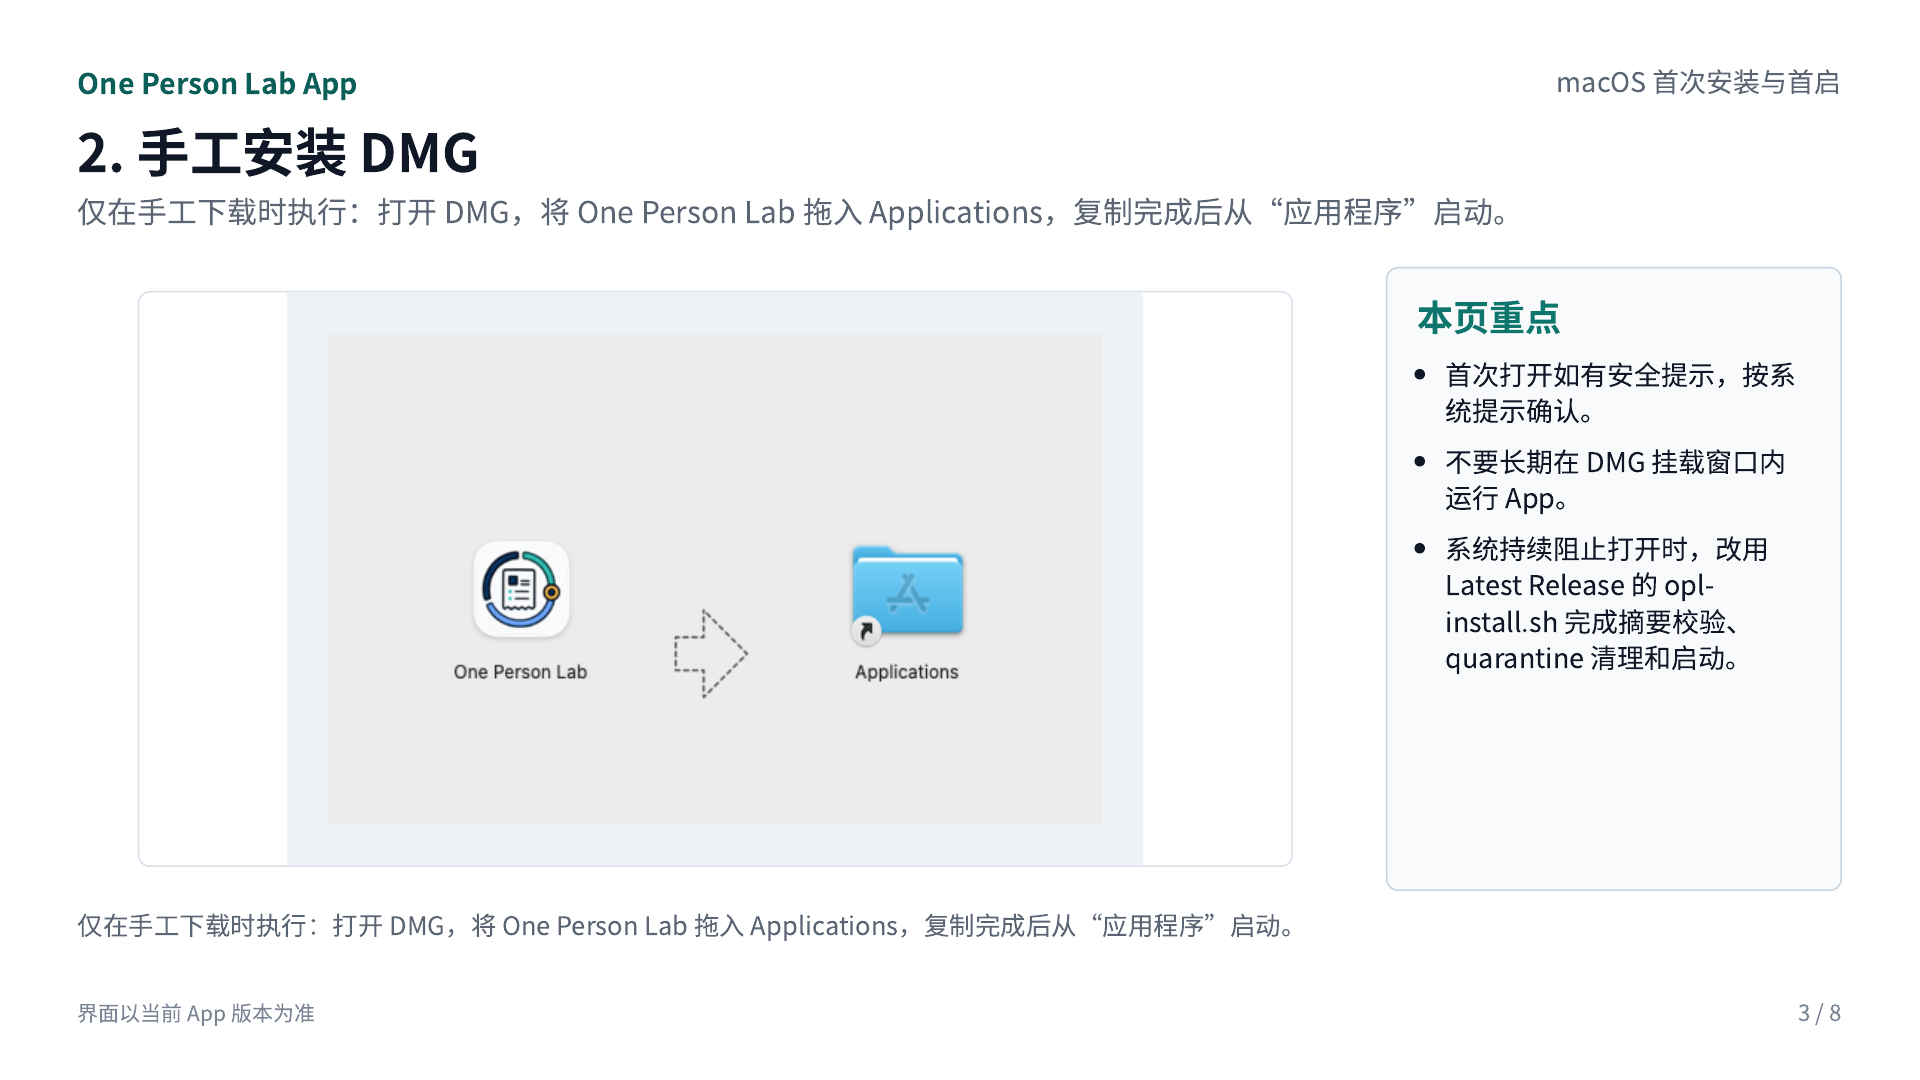 One Person Lab App
macOS 首次安装与首启
2. 手工安装 DMG
仅在手工下载时执行：打开 DMG，将 One Person Lab 拖入 Applications，复制完成后从“应用程序”启动。
One Person Lab
Applications
本页重点
首次打开如有安全提示，按系
统提示确认。
不要长期在 DMG 挂载窗口内
运行 App。
系统持续阻止打开时，改用
Latest Release 的 opl-
install.sh 完成摘要校验、
quarantine 清理和启动。
仅在手工下载时执行：打开 DMG，将 One Person Lab 拖入 Applications，复制完成后从“应用程序”启动。
界面以当前 App 版本为准
3 / 8